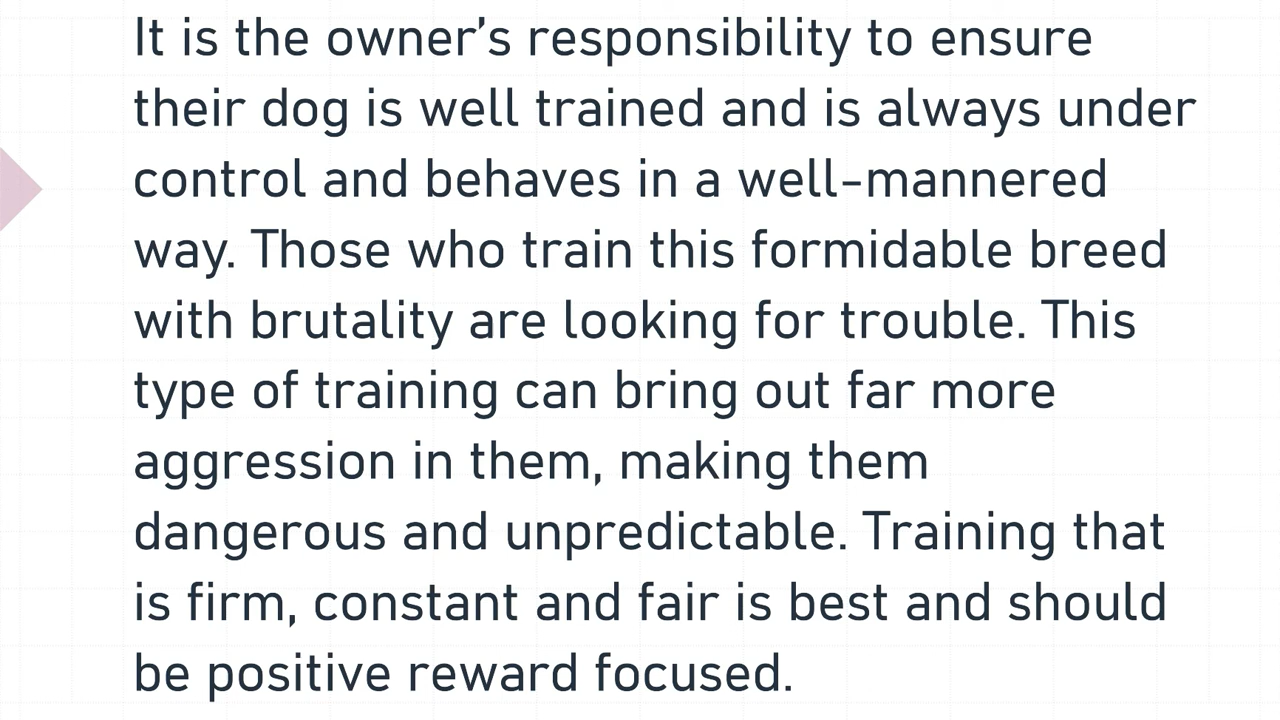 It is the owner’s responsibility to ensure
their dog is well trained and is always under
control and behaves in a well-mannered
way. Those who train this formidable breed
with brutality are looking for trouble. This
type of training can bring out far more
aggression in them, making them
dangerous and unpredictable. Training that
is firm, constant and fair is best and should
be positive reward focused.